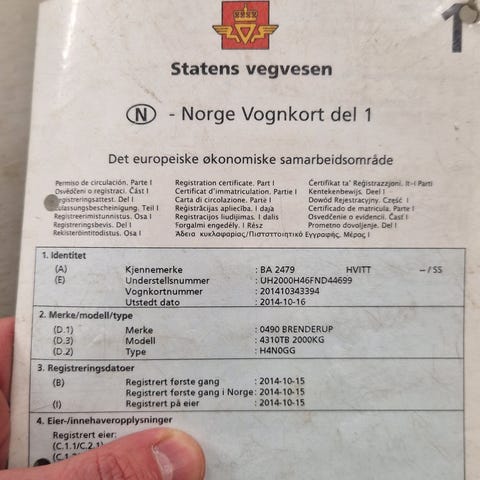 1
Statens vegvesen
N - Norge Vognkort del 1
Det europeiske økonomiske samarbeidsområde
Permiso de circulación. Parte I
Osvědčení o registraci. Část I
Registreringsattest. Del I
Zulassungsbescheinigung. Teil I
Registreerimistunnistus. Osa I
Registreringsbevis. Del I
Rekisteröintitodistus. Osa I
Registration certificate. Part I
Certificat d'immatriculation. Partie I
Carta di circolazione. Parte I
Reģistrācijas apliecība. I daļa
Registracijos liudijimas. I dalis
Forgalmi engedély. I Rész
Άδεια κυκλοφορίας/Πιστοποιητικό Εγγραφής. Μέρος I
Ċertifikat ta' Reġistrazzjoni. It-I Parti
Kentekenbewijs. Deel I
Dowód Rejestracyjny. Część I
Certificado de matrícula. Parte I
Osvedčenie o evidencii. Časť I
Prometno dovoljenje. Del I
1. Identitet
(A) Kjennemerke : BA 2479 HVITT -- / SS
(E) Understellsnummer : UH2000H46FND44699
Vognkortnummer : 201410343394
Utstedt dato : 2014-10-16
2. Merke/modell/type
(D.1) Merke : 0490 BRENDERUP
(D.3) Modell : 4310TB 2000KG
(D.2) Type : H4N0GG
3. Registreringsdatoer
(B) Registrert første gang : 2014-10-15
Registrert første gang i Norge : 2014-10-15
(I) Registrert på eier : 2014-10-15
4. Eier-/innehaveropplysninger
Registrert eier:
(C.1.1/C.2.1)